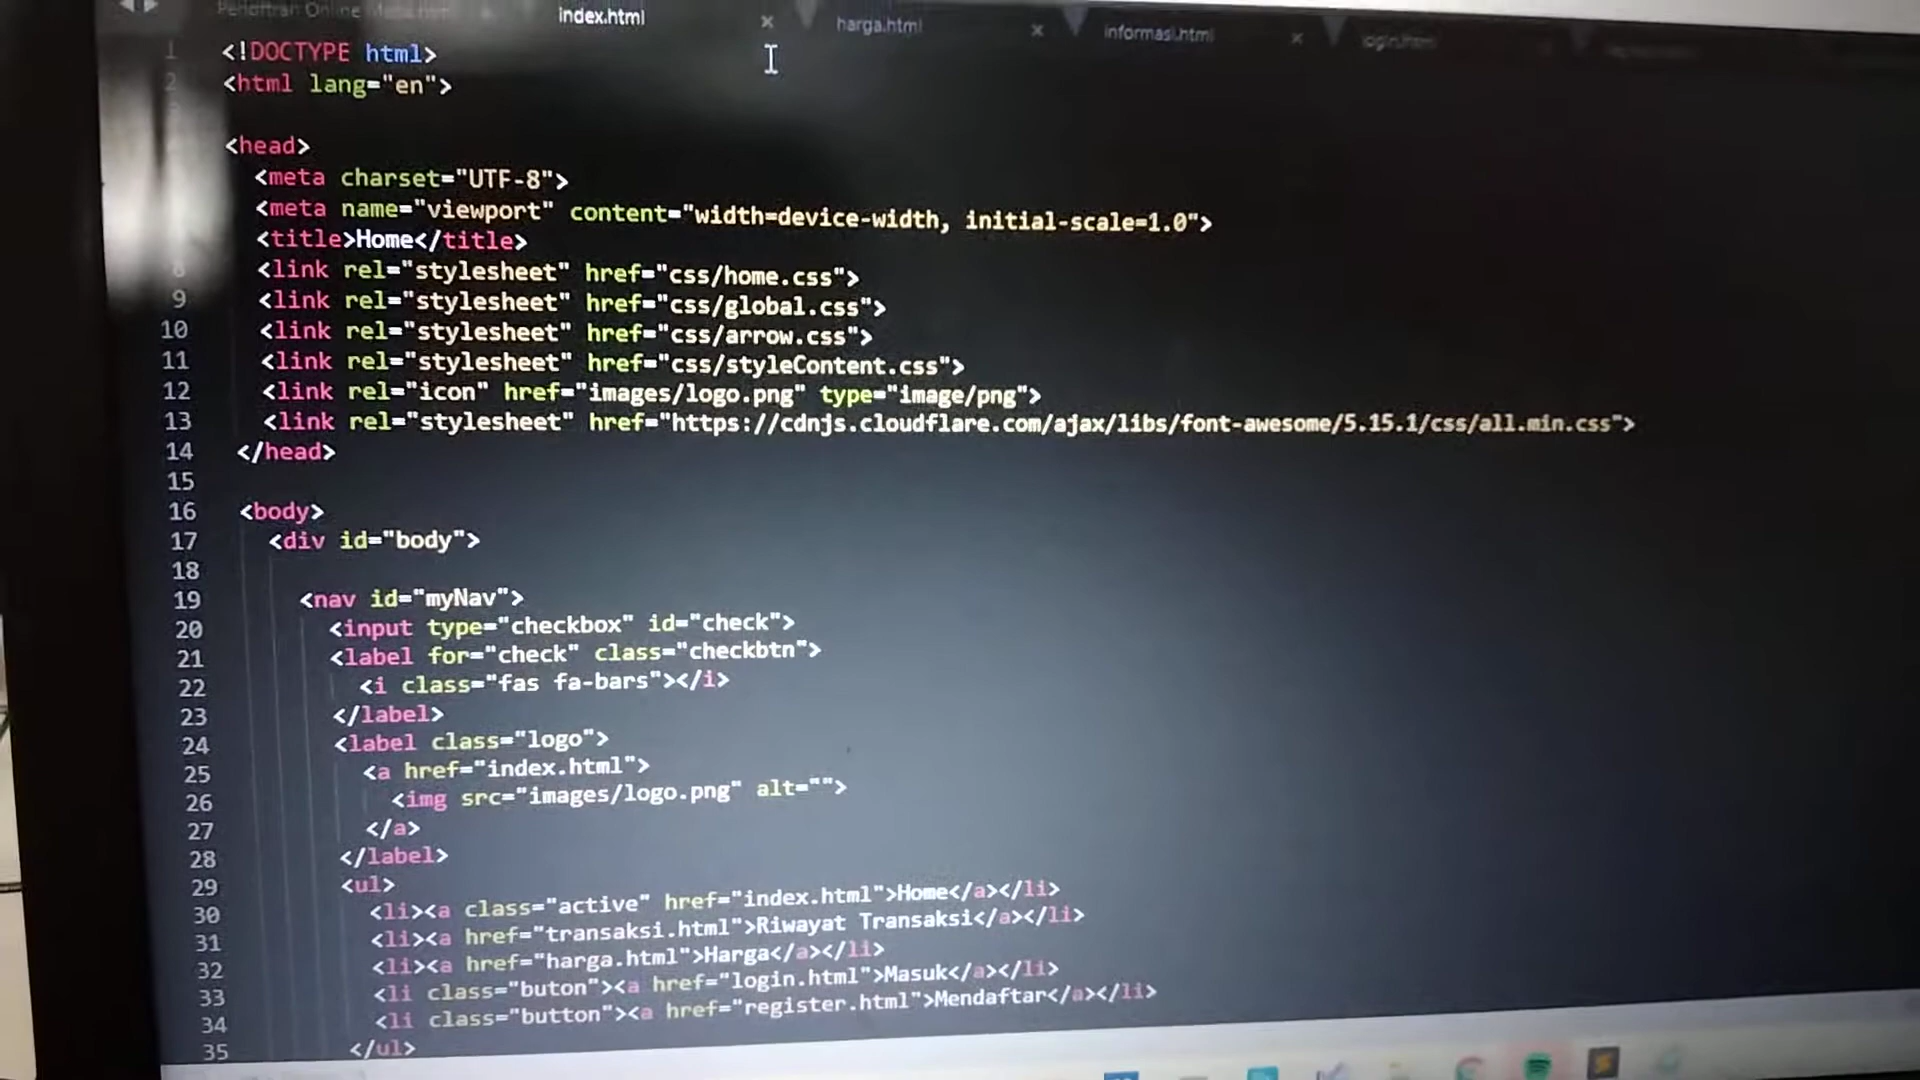 index.html
harga.html
informasi.html
login.html
1 <!DOCTYPE html>
2 <html lang="en">
<head>
<meta charset="UTF-8">
<meta name="viewport" content="width=device-width, initial-scale=1.0">
<title>Home</title>
8 <link rel="stylesheet" href="css/home.css">
9 <link rel="stylesheet" href="css/global.css">
10 <link rel="stylesheet" href="css/arrow.css">
11 <link rel="stylesheet" href="css/styleContent.css">
12 <link rel="icon" href="images/logo.png" type="image/png">
13 <link rel="stylesheet" href="https://cdnjs.cloudflare.com/ajax/libs/font-awesome/5.15.1/css/all.min.css">
14 </head>
15
16 <body>
17 <div id="body">
18
19 <nav id="myNav">
20 <input type="checkbox" id="check">
21 <label for="check" class="checkbtn">
22 <i class="fas fa-bars"></i>
23 </label>
24 <label class="logo">
25 <a href="index.html">
26 <img src="images/logo.png" alt="">
27 </a>
28 </label>
29 <ul>
30 <li><a class="active" href="index.html">Home</a></li>
31 <li><a href="transaksi.html">Riwayat Transaksi</a></li>
32 <li><a href="harga.html">Harga</a></li>
33 <li class="buton"><a href="login.html">Masuk</a></li>
34 <li class="button"><a href="register.html">Mendaftar</a></li>
35 </ul>